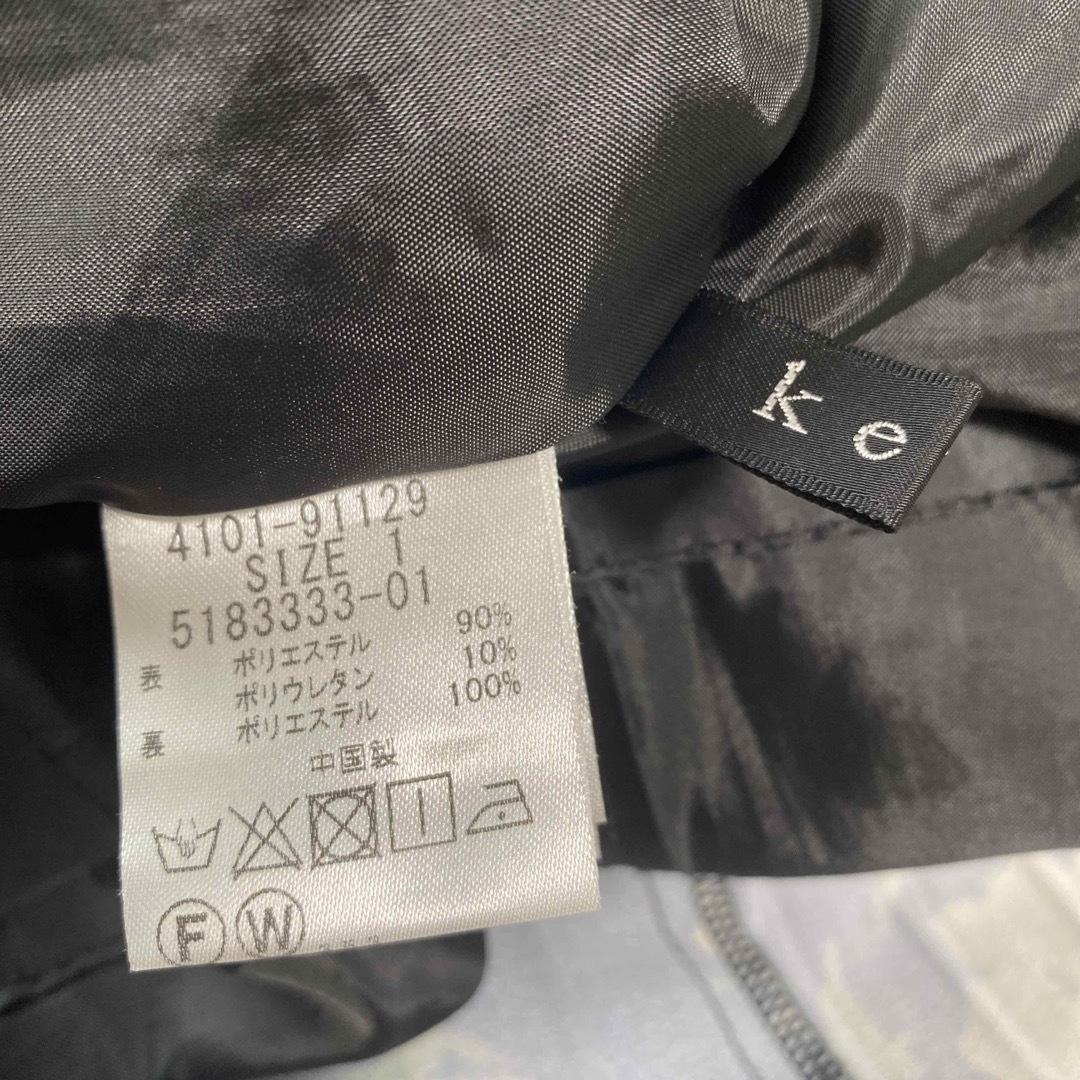 k e
4101-91129
SIZE 1
5183333-01
表 ポリエステル 90%
ポリウレタン 10%
裏 ポリエステル 100%
中国製
F W